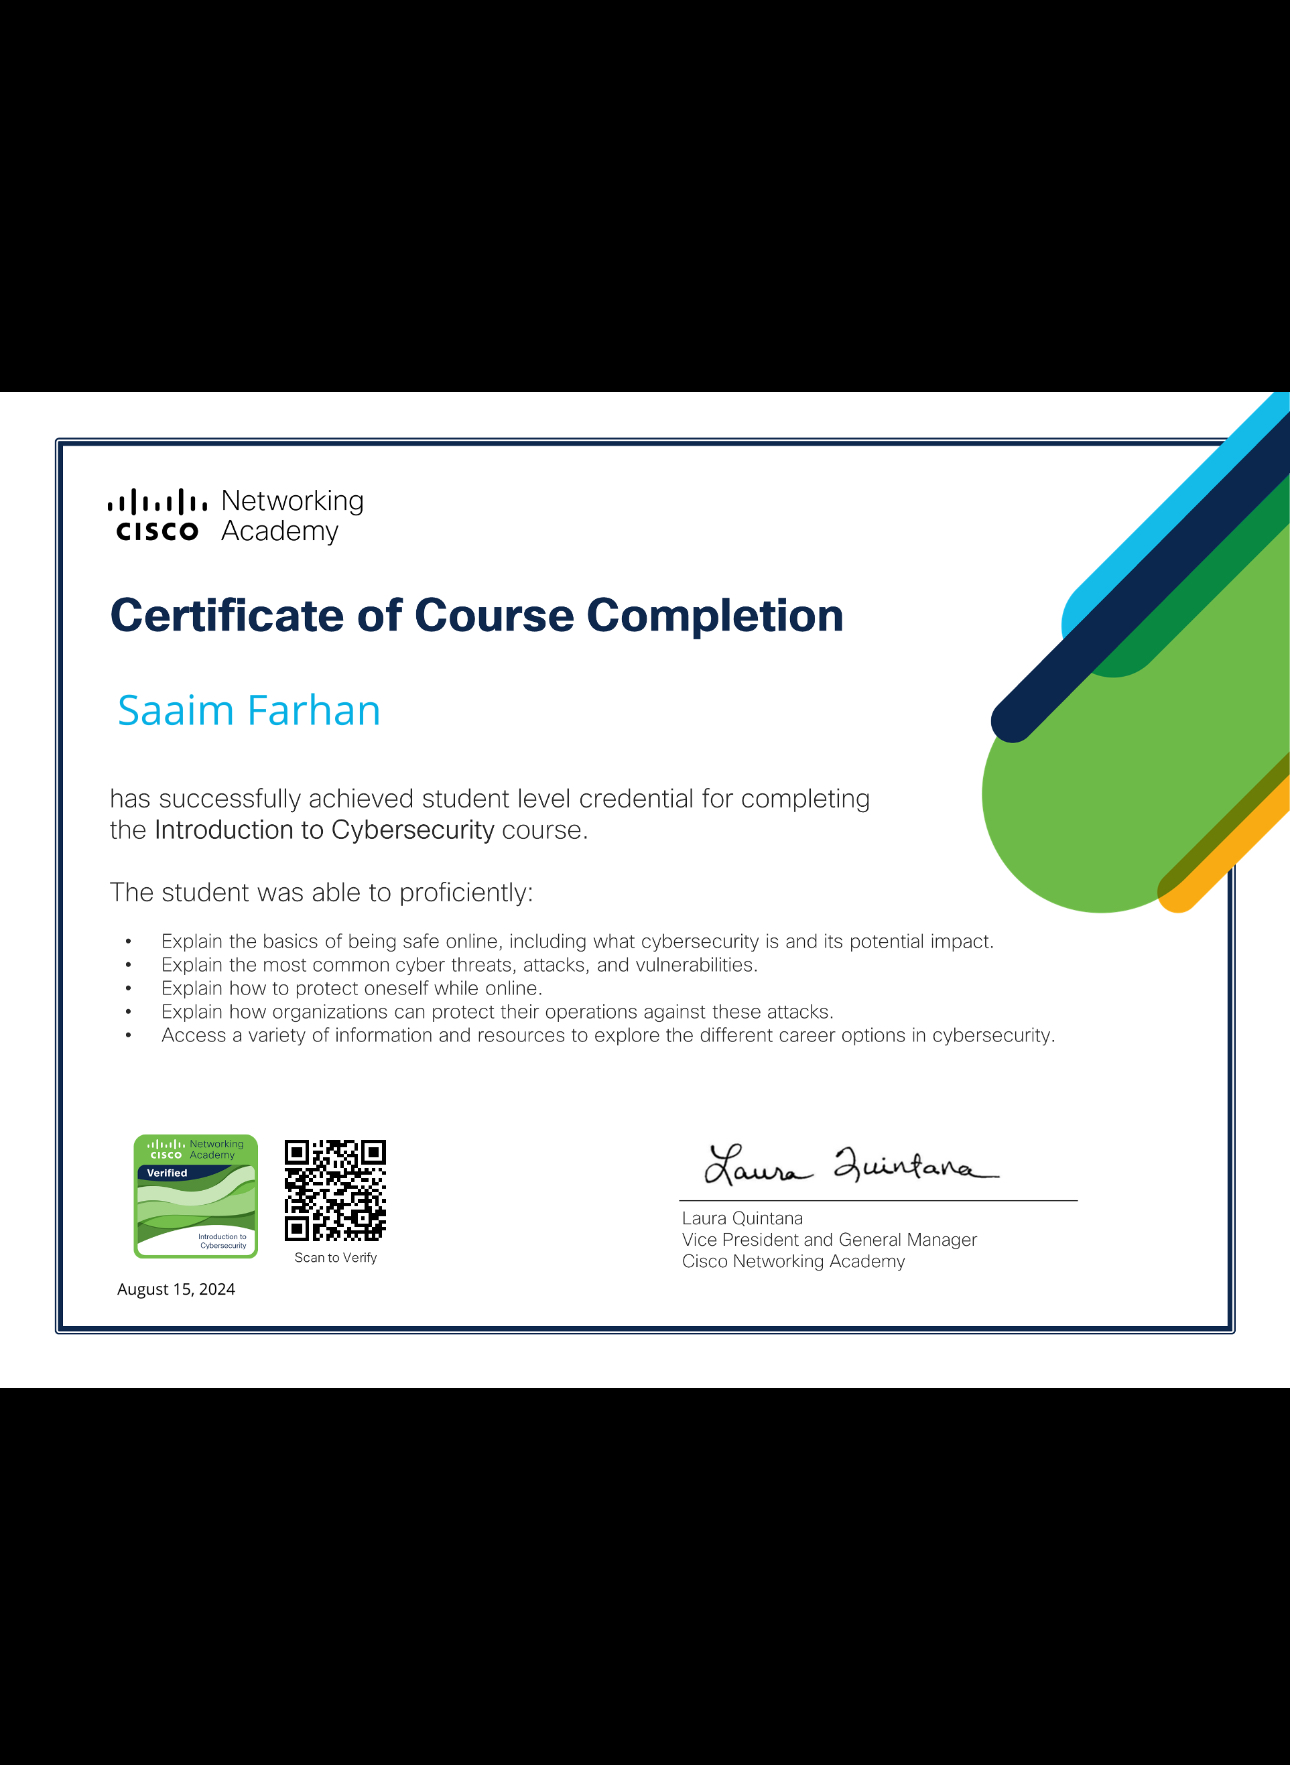 Networking
CISCO Academy
Certificate of Course Completion
Saaim Farhan
has successfully achieved student level credential for completing
the Introduction to Cybersecurity course.
The student was able to proficiently:
• Explain the basics of being safe online, including what cybersecurity is and its potential impact.
• Explain the most common cyber threats, attacks, and vulnerabilities.
• Explain how to protect oneself while online.
• Explain how organizations can protect their operations against these attacks.
• Access a variety of information and resources to explore the different career options in cybersecurity.
Networking
CISCO Academy
Verified
Introduction to
Cybersecurity
Scan to Verify
August 15, 2024
Laura Quintana
Laura Quintana
Vice President and General Manager
Cisco Networking Academy